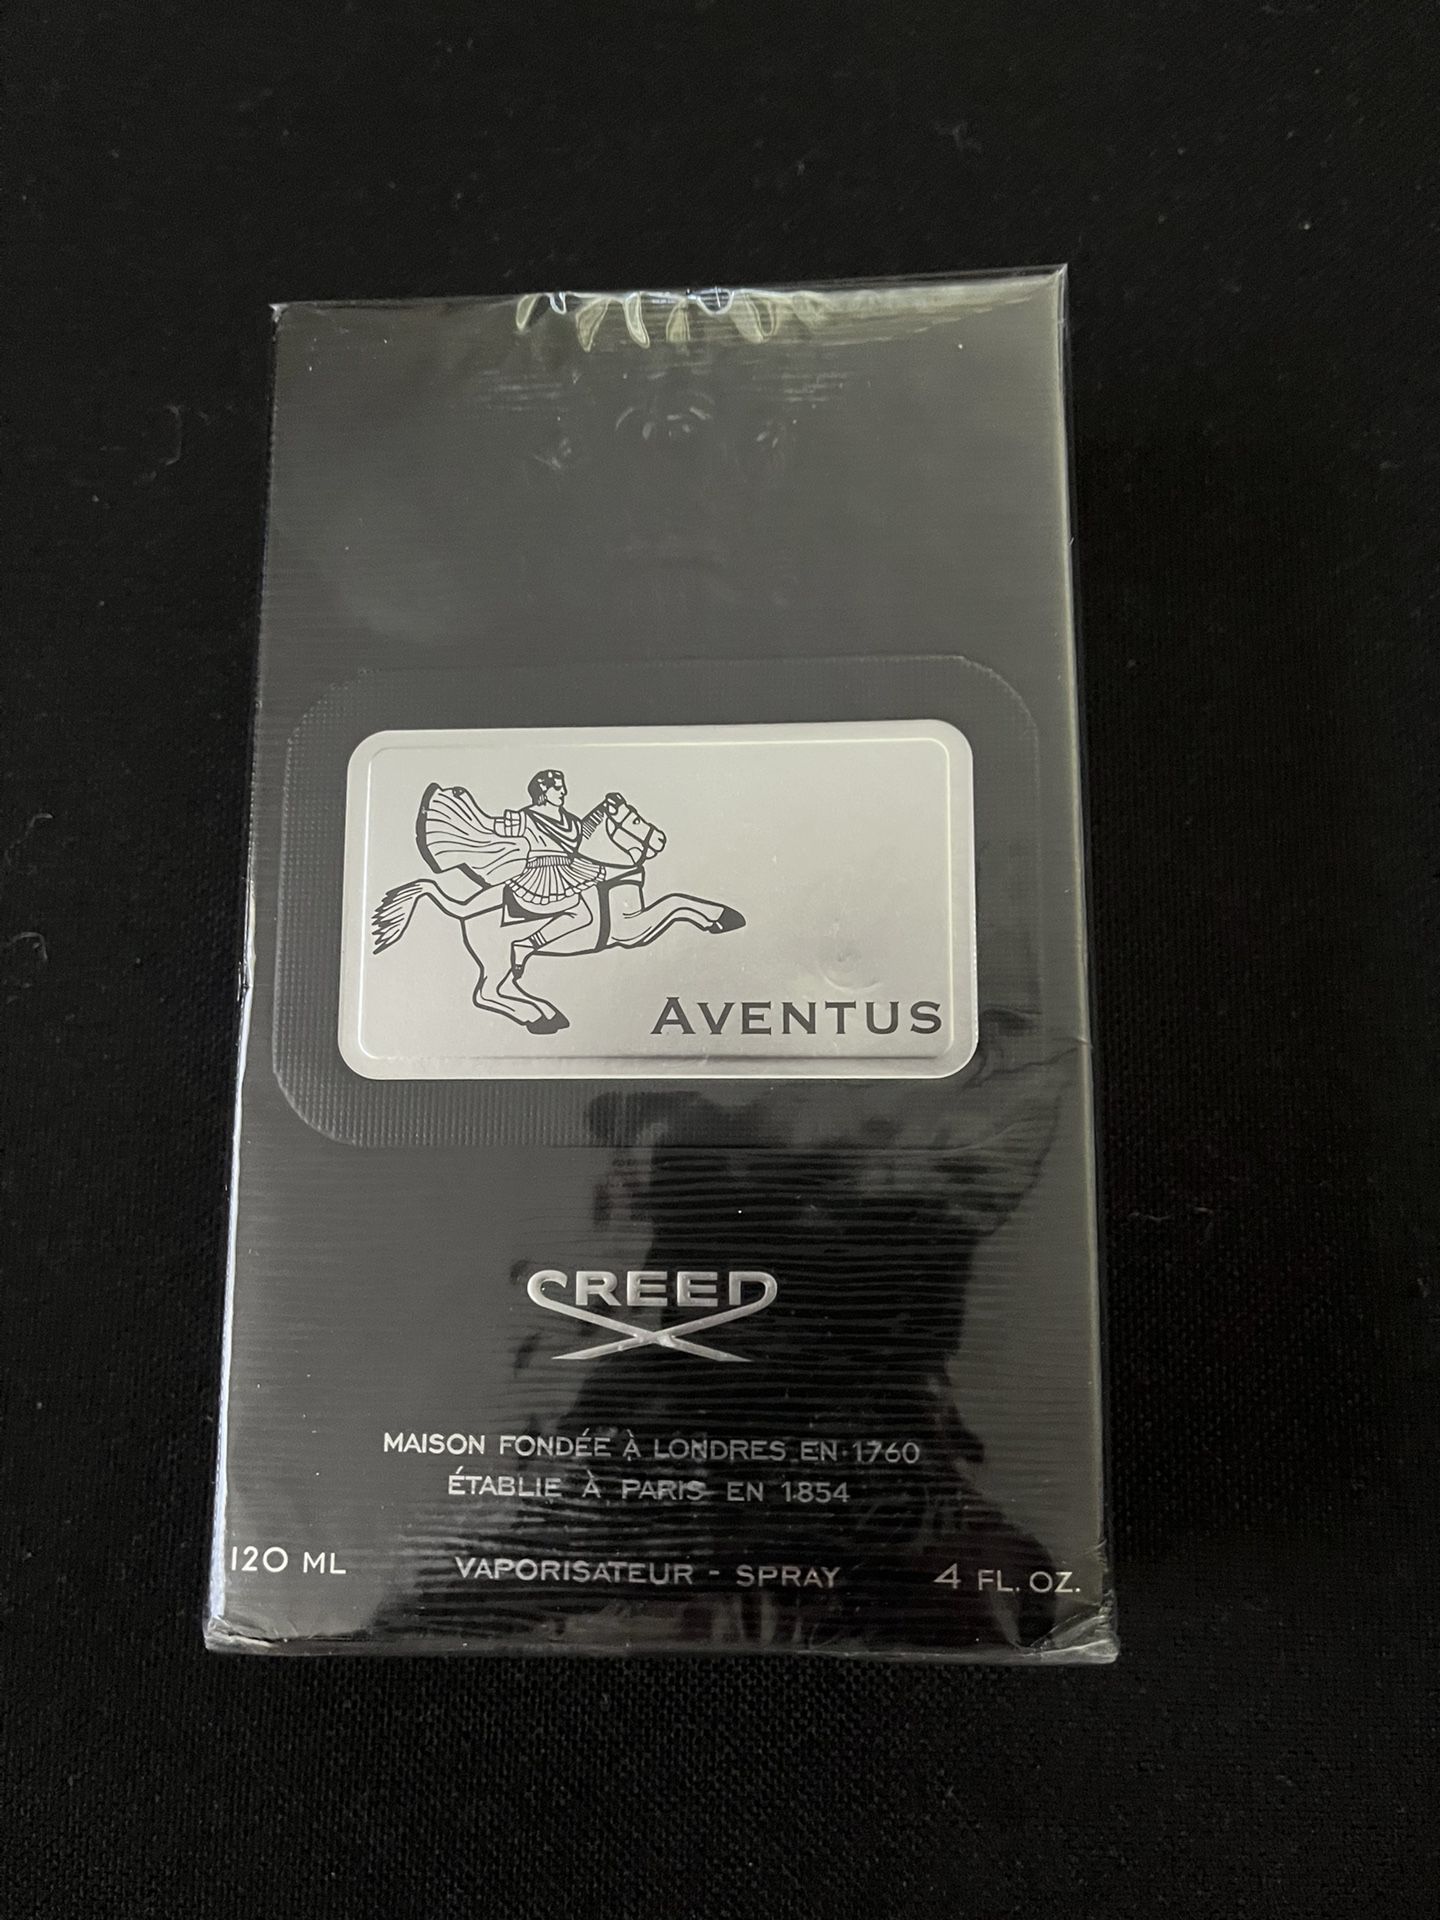 AVENTUS
CREED
MAISON FONDÉE À LONDRES EN 1760
ÉTABLIE À PARIS EN 1854
120 ML VAPORISATEUR - SPRAY 4 FL. OZ.